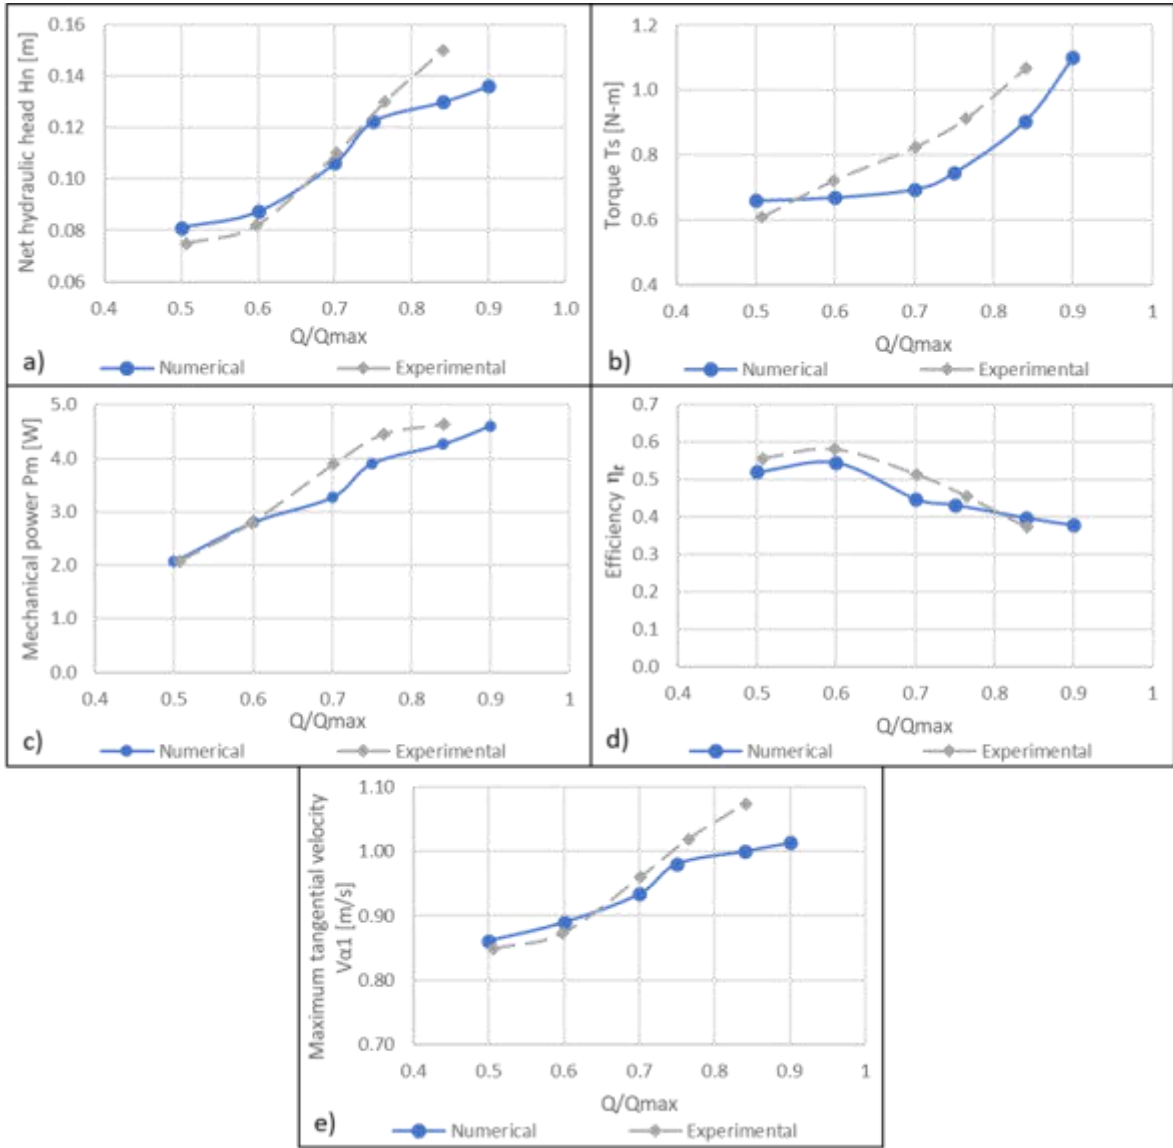 Net hydraulic head Hn [m]
0.16
0.14
0.12
0.10
0.08
0.06
0.4 0.5 0.6 0.7 0.8 0.9 1.0
Q/Qmax
a) Numerical Experimental
Torque Ts [N-m]
1.2
1.0
0.8
0.6
0.4
0.4 0.5 0.6 0.7 0.8 0.9 1
Q/Qmax
b) Numerical Experimental
Mechanical power Pm [W]
5.0
4.0
3.0
2.0
1.0
0.0
0.4 0.5 0.6 0.7 0.8 0.9 1
Q/Qmax
c) Numerical Experimental
Efficiency ηt
0.7
0.6
0.5
0.4
0.3
0.2
0.1
0.0
0.4 0.5 0.6 0.7 0.8 0.9 1
Q/Qmax
d) Numerical Experimental
Maximum tangential velocity
Vα1 [m/s]
1.10
1.00
0.90
0.80
0.70
0.4 0.5 0.6 0.7 0.8 0.9 1
Q/Qmax
e) Numerical Experimental